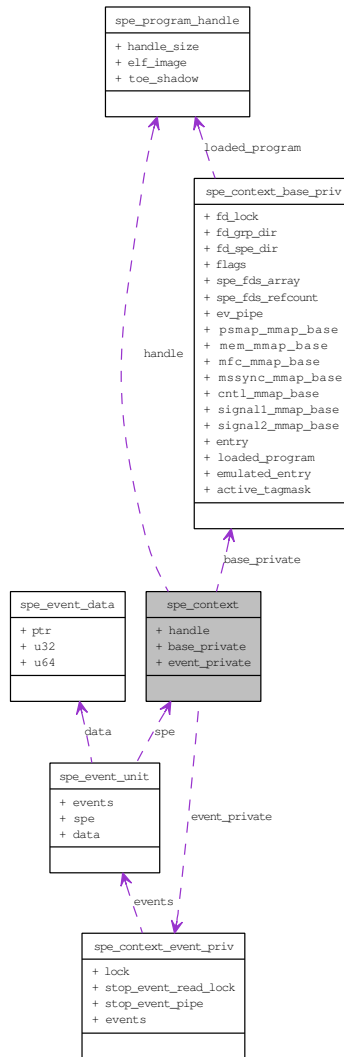 spe_program_handle
+ handle_size
+ elf_image
+ toe_shadow
loaded_program
spe_context_base_priv
+ fd_lock
+ fd_grp_dir
+ fd_spe_dir
+ flags
+ spe_fds_array
+ spe_fds_refcount
+ ev_pipe
+ psmap_mmap_base
+ mem_mmap_base
+ mfc_mmap_base
+ mssync_mmap_base
+ cntl_mmap_base
+ signal1_mmap_base
+ signal2_mmap_base
+ entry
+ loaded_program
+ emulated_entry
+ active_tagmask
handle
base_private
spe_event_data
+ ptr
+ u32
+ u64
spe_context
+ handle
+ base_private
+ event_private
data
spe
spe_event_unit
+ events
+ spe
+ data
event_private
events
spe_context_event_priv
+ lock
+ stop_event_read_lock
+ stop_event_pipe
+ events